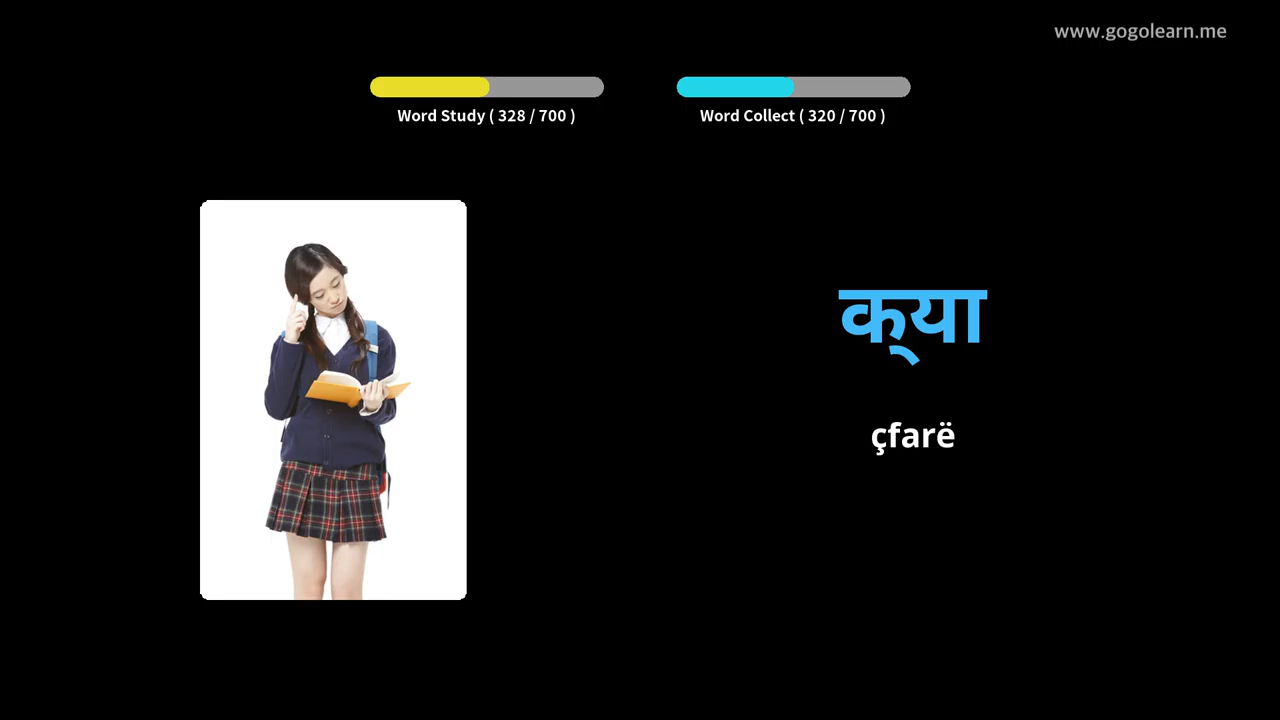 www.gogolearn.me
Word Study ( 328 / 700 )
Word Collect ( 320 / 700 )
क्या
çfarë